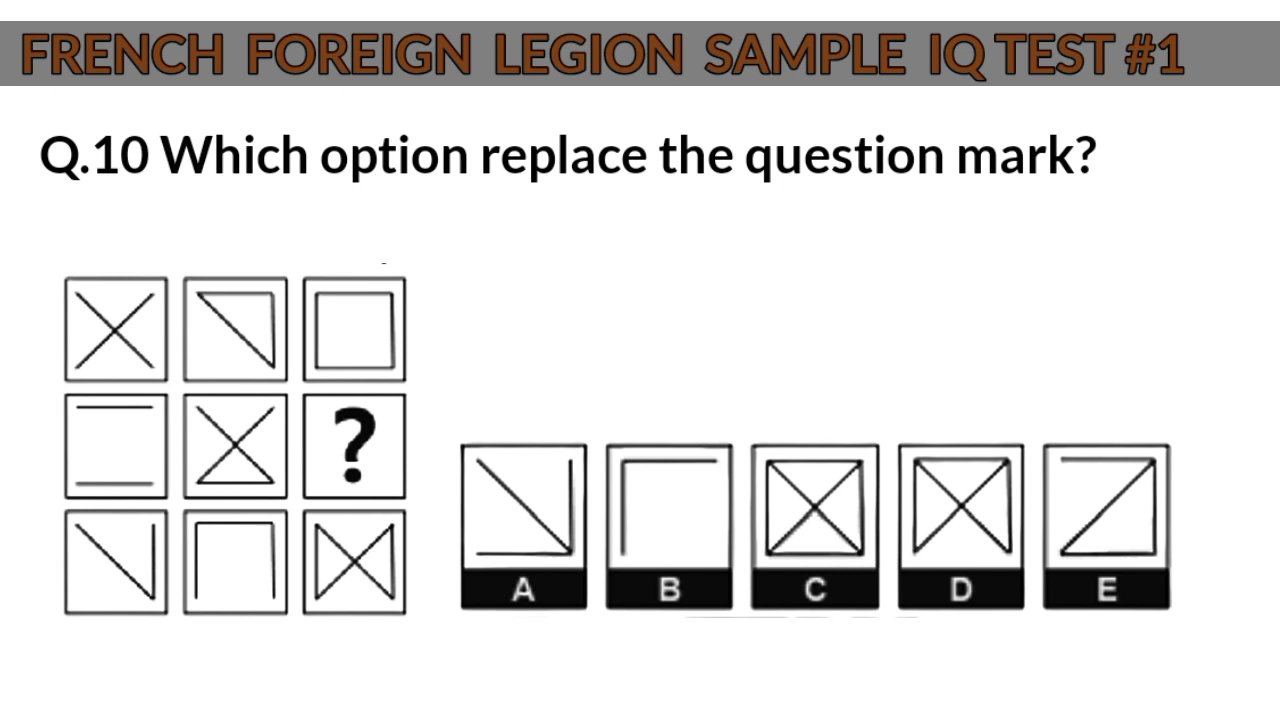 FRENCH FOREIGN LEGION SAMPLE IQ TEST #1
Q.10 Which option replace the question mark?
?
A B C D E